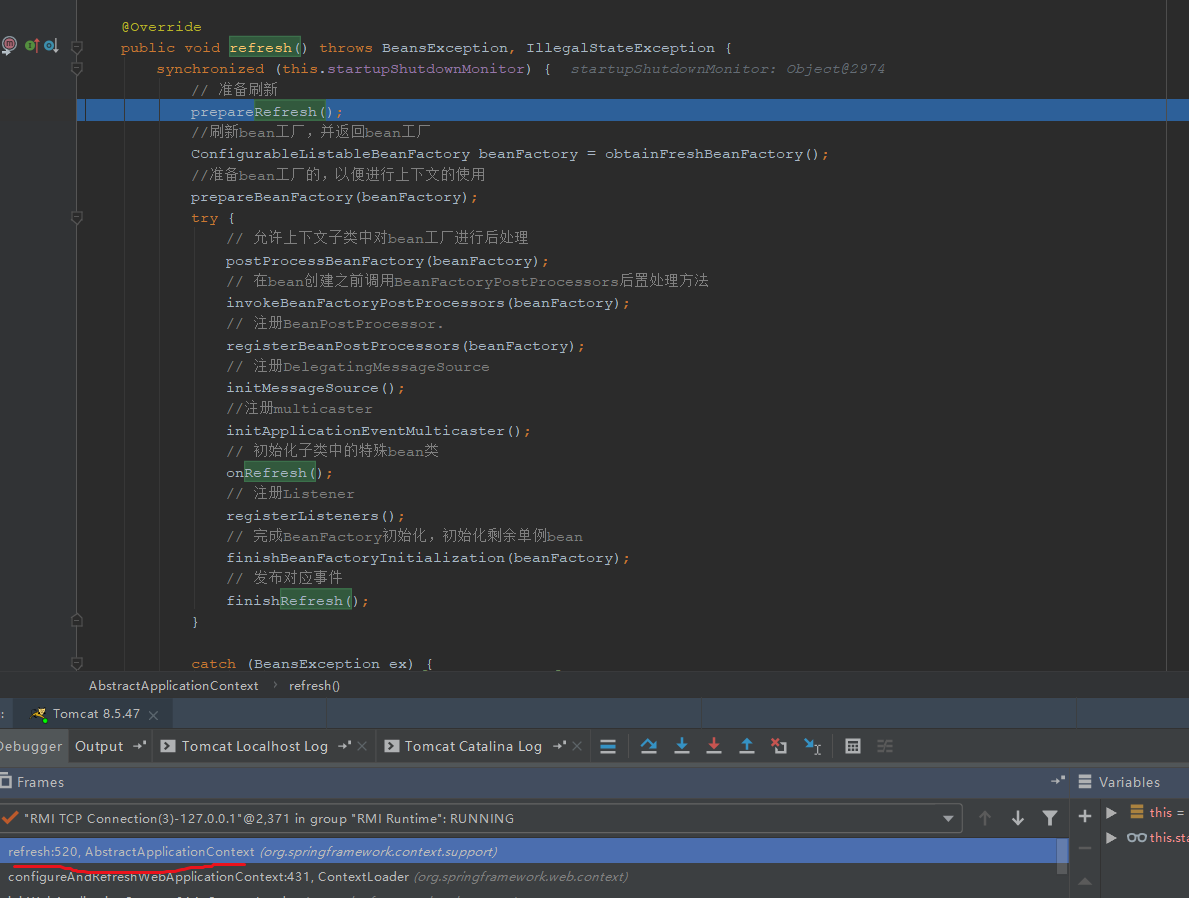 @Override
public void refresh() throws BeansException, IllegalStateException {
synchronized (this.startupShutdownMonitor) { startupShutdownMonitor: Object@2974
// 准备刷新
prepareRefresh();
//刷新bean工厂，并返回bean工厂
ConfigurableListableBeanFactory beanFactory = obtainFreshBeanFactory();
//准备bean工厂的，以便进行上下文的使用
prepareBeanFactory(beanFactory);
try {
// 允许上下文子类中对bean工厂进行后处理
postProcessBeanFactory(beanFactory);
// 在bean创建之前调用BeanFactoryPostProcessors后置处理方法
invokeBeanFactoryPostProcessors(beanFactory);
// 注册BeanPostProcessor.
registerBeanPostProcessors(beanFactory);
// 注册DelegatingMessageSource
initMessageSource();
//注册multicaster
initApplicationEventMulticaster();
// 初始化子类中的特殊bean类
onRefresh();
// 注册Listener
registerListeners();
// 完成BeanFactory初始化，初始化剩余单例bean
finishBeanFactoryInitialization(beanFactory);
// 发布对应事件
finishRefresh();
}
catch (BeansException ex) {
AbstractApplicationContext › refresh()
: Tomcat 8.5.47
Debugger Output Tomcat Localhost Log Tomcat Catalina Log
Frames Variables
"RMI TCP Connection(3)-127.0.0.1"@2,371 in group "RMI Runtime": RUNNING
this =
refresh:520, AbstractApplicationContext (org.springframework.context.support)
this.sta
configureAndRefreshWebApplicationContext:431, ContextLoader (org.springframework.web.context)